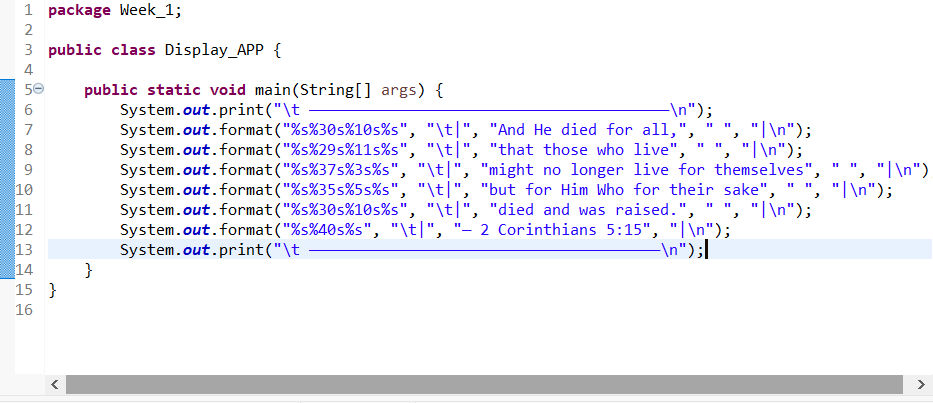 1 package Week_1;
2
3 public class Display_APP {
4
5 public static void main(String[] args) {
6 System.out.print("\t ————————————————————————————————————————\n");
7 System.out.format("%s%30s%10s%s", "\t|", "And He died for all,", " ", "|\n");
8 System.out.format("%s%29s%11s%s", "\t|", "that those who live", " ", "|\n");
9 System.out.format("%s%37s%3s%s", "\t|", "might no longer live for themselves", " ", "|\n")
10 System.out.format("%s%35s%5s%s", "\t|", "but for Him Who for their sake", " ", "|\n");
11 System.out.format("%s%30s%10s%s", "\t|", "died and was raised.", " ", "|\n");
12 System.out.format("%s%40s%s", "\t|", "— 2 Corinthians 5:15", "|\n");
13 System.out.print("\t ———————————————————————————————————————\n");
14 }
15 }
16